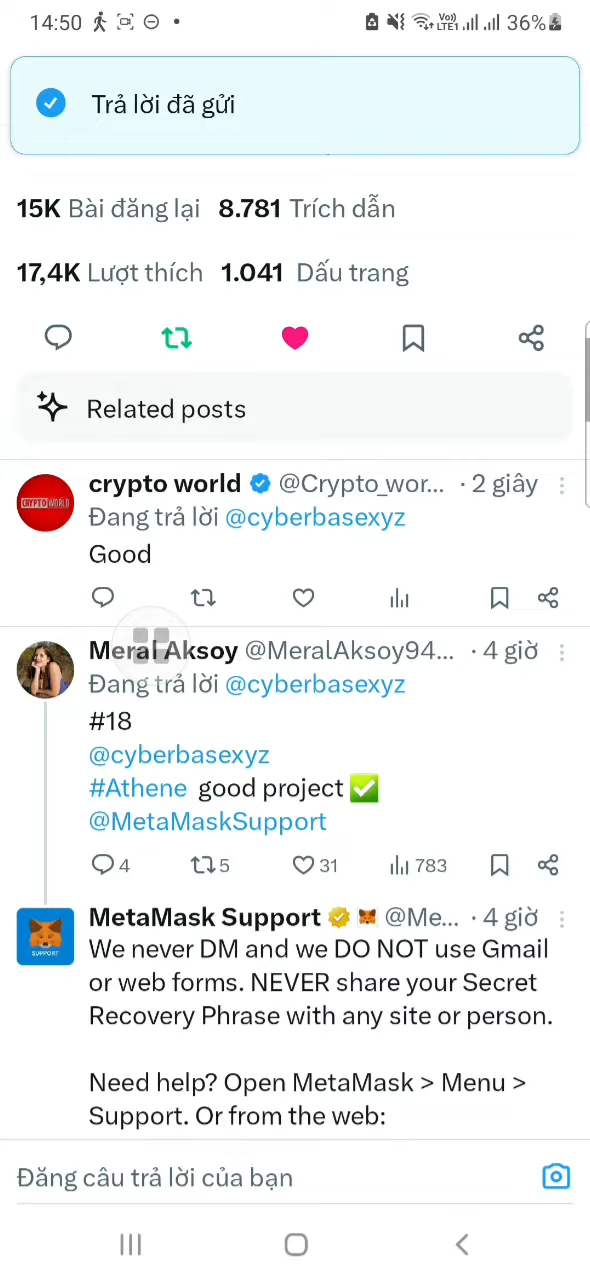 14:50
Vo)) LTE1 36%
Trả lời đã gửi
15K Bài đăng lại 8.781 Trích dẫn
17,4K Lượt thích 1.041 Dấu trang
Related posts
crypto world @Crypto_wor... · 2 giây
CRYPTO WORLD
Đang trả lời @cyberbasexyz
Good
Meral Aksoy @MeralAksoy94... · 4 giờ
Đang trả lời @cyberbasexyz
#18
@cyberbasexyz
#Athene good project ✅
@MetaMaskSupport
4 5 31 783
MetaMask Support @Me... · 4 giờ
SUPPORT
We never DM and we DO NOT use Gmail
or web forms. NEVER share your Secret
Recovery Phrase with any site or person.
Need help? Open MetaMask > Menu >
Support. Or from the web:
Đăng câu trả lời của bạn